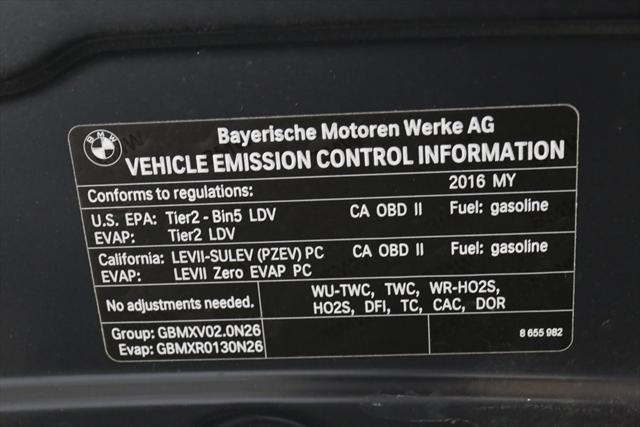 BMW
Bayerische Motoren Werke AG
VEHICLE EMISSION CONTROL INFORMATION
Conforms to regulations: 2016 MY
U.S. EPA: Tier2 - Bin5 LDV CA OBD II Fuel: gasoline
EVAP: Tier2 LDV
California: LEVII-SULEV (PZEV) PC CA OBD II Fuel: gasoline
EVAP: LEVII Zero EVAP PC
No adjustments needed. WU-TWC, TWC, WR-HO2S,
HO2S, DFI, TC, CAC, DOR
Group: GBMXV02.0N26
Evap: GBMXR0130N26
8 655 982